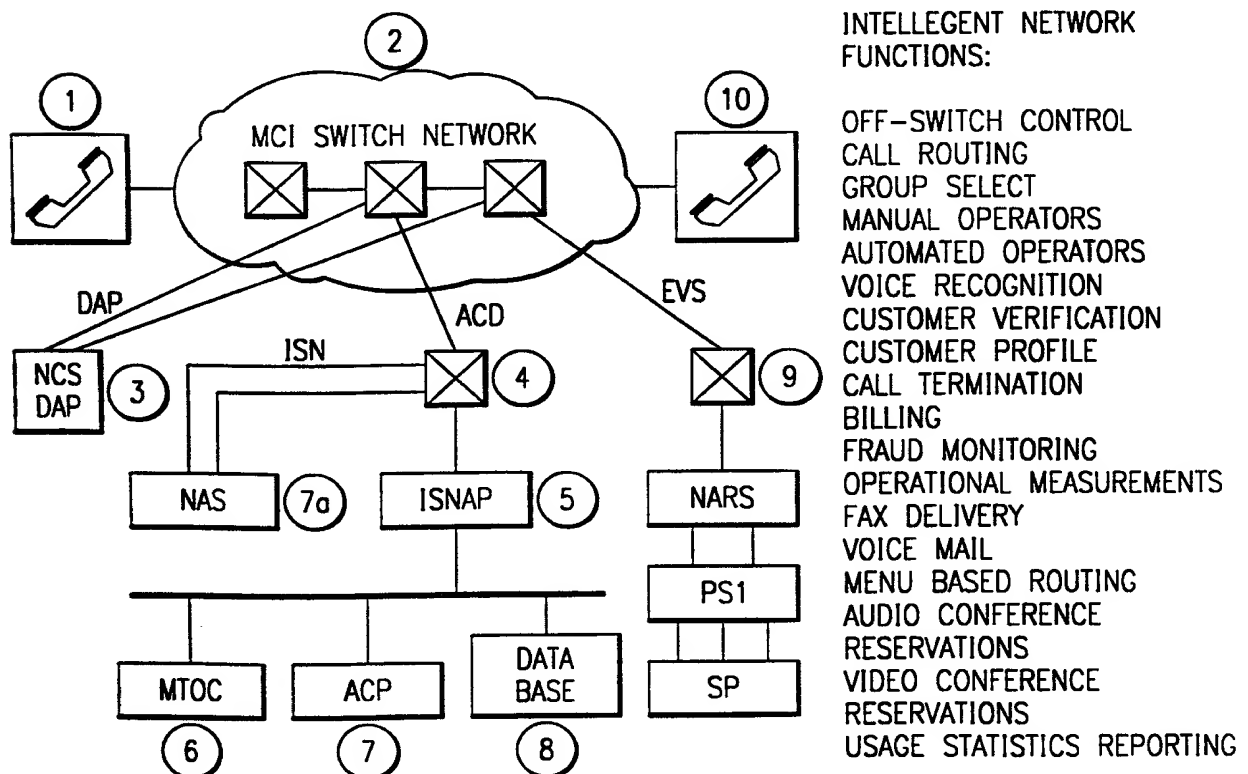 INTELLEGENT NETWORK
FUNCTIONS:
OFF-SWITCH CONTROL
CALL ROUTING
GROUP SELECT
MANUAL OPERATORS
AUTOMATED OPERATORS
VOICE RECOGNITION
CUSTOMER VERIFICATION
CUSTOMER PROFILE
CALL TERMINATION
BILLING
FRAUD MONITORING
OPERATIONAL MEASUREMENTS
FAX DELIVERY
VOICE MAIL
MENU BASED ROUTING
AUDIO CONFERENCE
RESERVATIONS
VIDEO CONFERENCE
RESERVATIONS
USAGE STATISTICS REPORTING
1
2
10
MCI SWITCH NETWORK
DAP
ACD
EVS
ISN
NCS
DAP
3
4
9
NAS
7a
ISNAP
5
NARS
PS1
MTOC
ACP
DATA
BASE
SP
6
7
8